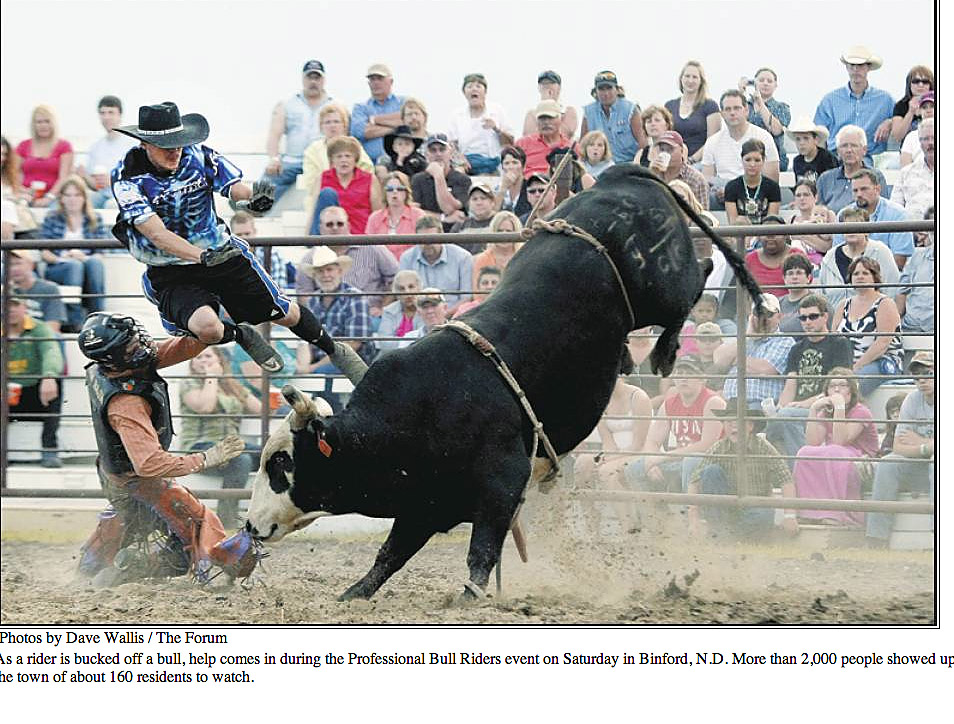 Photos by Dave Wallis / The Forum
As a rider is bucked off a bull, help comes in during the Professional Bull Riders event on Saturday in Binford, N.D. More than 2,000 people showed up
the town of about 160 residents to watch.
USA